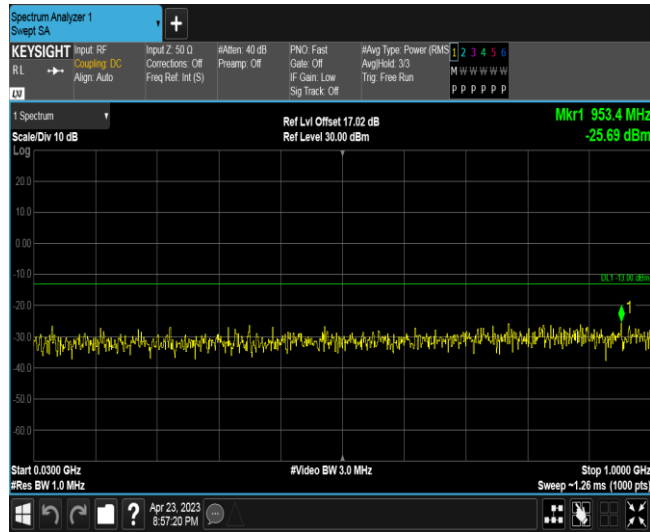 Spectrum Analyzer 1
Swept SA
+
KEYSIGHT Input: RF Input Z: 50 Ω #Atten: 40 dB PNO: Fast #Avg Type: Power (RMS 1 2 3 4 5 6
RL Coupling: DC Corrections: Off Preamp: Off Gate: Off Avg|Hold: 3/3 M W W W W W
Align: Auto Freq Ref: Int (S) IF Gain: Low Trig: Free Run
LXI Sig Track: Off P P P P P P
1 Spectrum Ref Lvl Offset 17.02 dB Mkr1 953.4 MHz
Scale/Div 10 dB Ref Level 30.00 dBm -25.69 dBm
Log
20.0
10.0
0.00
-10.0 DL1 -13.00 dBm
-20.0 1
-30.0
-40.0
-50.0
-60.0
Start 0.0300 GHz #Video BW 3.0 MHz Stop 1.0000 GHz
#Res BW 1.0 MHz Sweep ~1.26 ms (1000 pts)
? Apr 23, 2023
8:57:20 PM